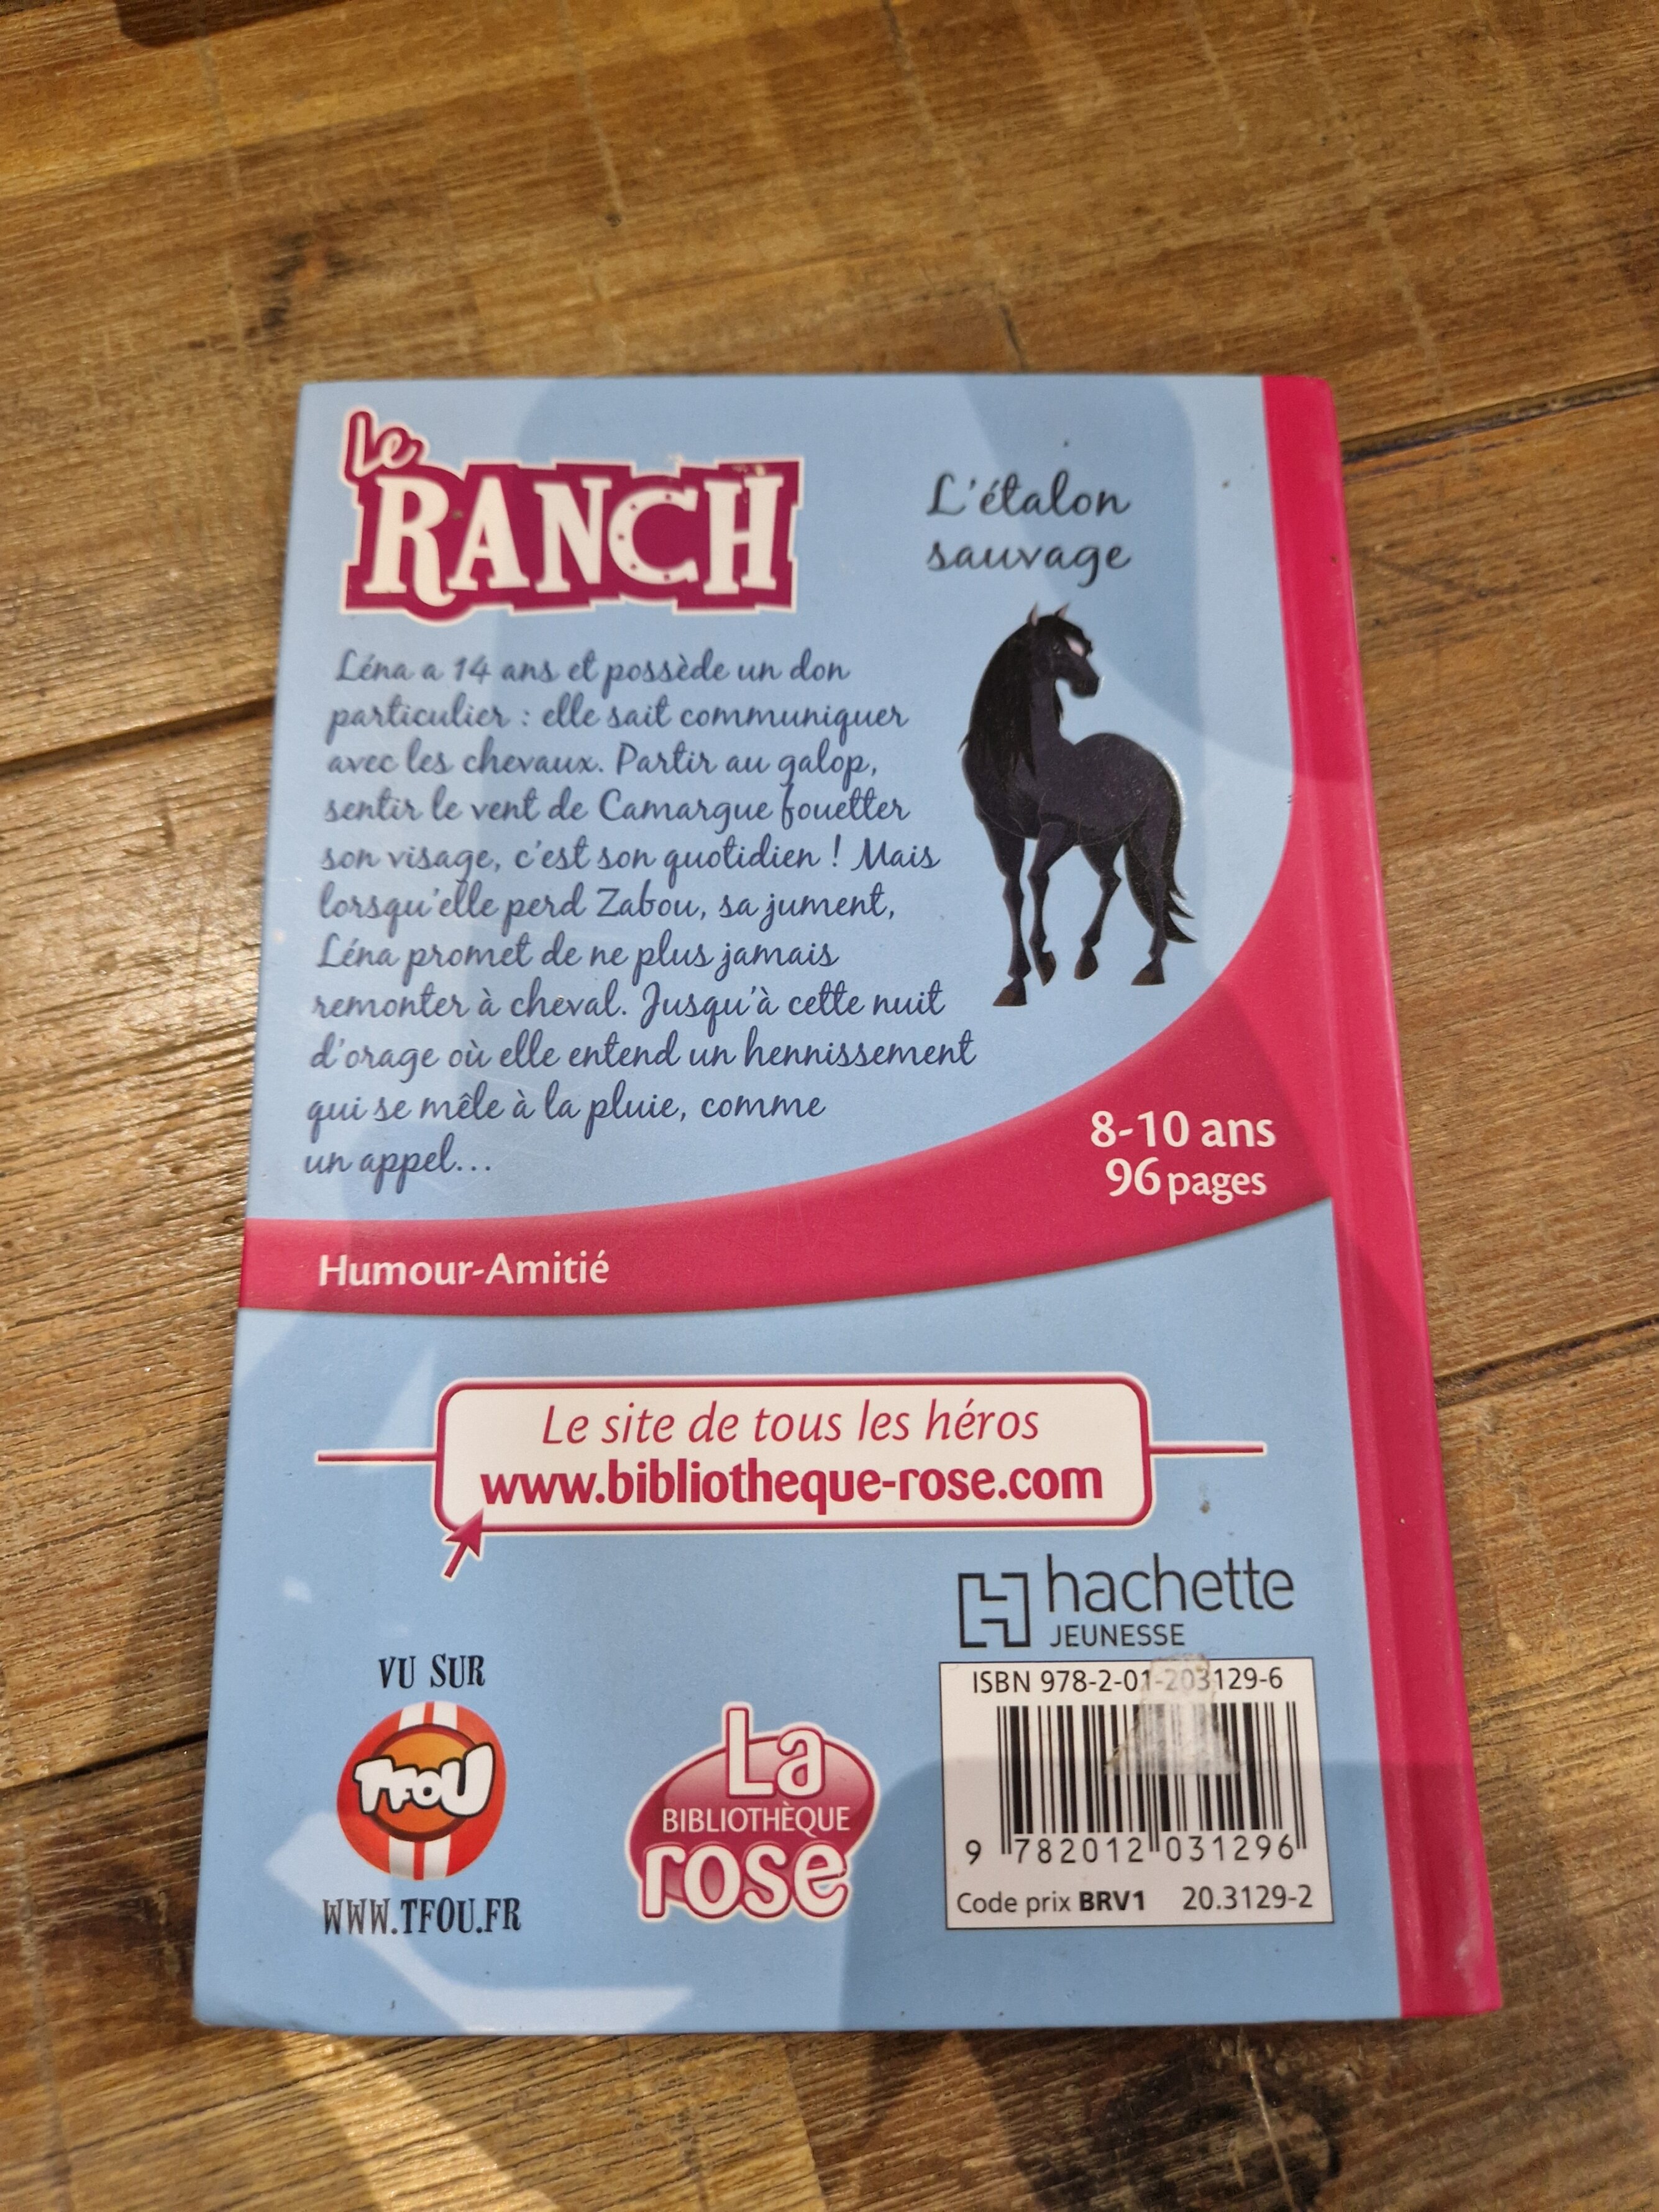 Le
RANCH
L'étalon
sauvage
Léna a 14 ans et possède un don
particulier : elle sait communiquer
avec les chevaux. Partir au galop,
sentir le vent de Camargue fouetter
son visage, c'est son quotidien ! Mais
lorsqu'elle perd Zabou, sa jument,
Léna promet de ne plus jamais
remonter à cheval. Jusqu'à cette nuit
d'orage où elle entend un hennissement
qui se mêle à la pluie, comme
un appel...
8-10 ans
96 pages
Humour-Amitié
Le site de tous les héros
www.bibliotheque-rose.com
hachette
JEUNESSE
VU SUR
TFOU
WWW.TFOU.FR
La
BIBLIOTHÈQUE
rose
ISBN 978-2-01-203129-6
9 782012 031296
Code prix BRV1 20.3129-2